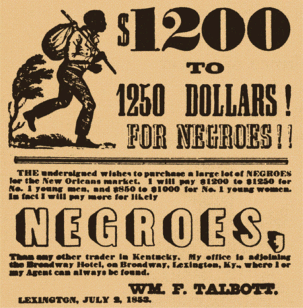 $1200
TO
1250 DOLLARS!
FOR NEGROES!!
THE undersigned wishes to purchase a large lot of NEGROES
for the New Orleans market. I will pay $1200 to $1250 for
No. 1 young men, and $850 to $1000 for No. 1 young women.
In fact I will pay more for likely
NEGROES,
Than any other trader in Kentucky. My office is adjoining
the Broadway Hotel, on Broadway, Lexington, Ky., where I or
my Agent can always be found.
WM. F. TALBOTT.
LEXINGTON, JULY 2, 1853.